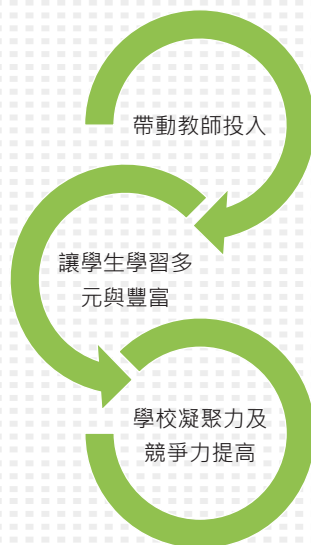 帶動教師投入
讓學生學習多
元與豐富
學校凝聚力及
競爭力提高